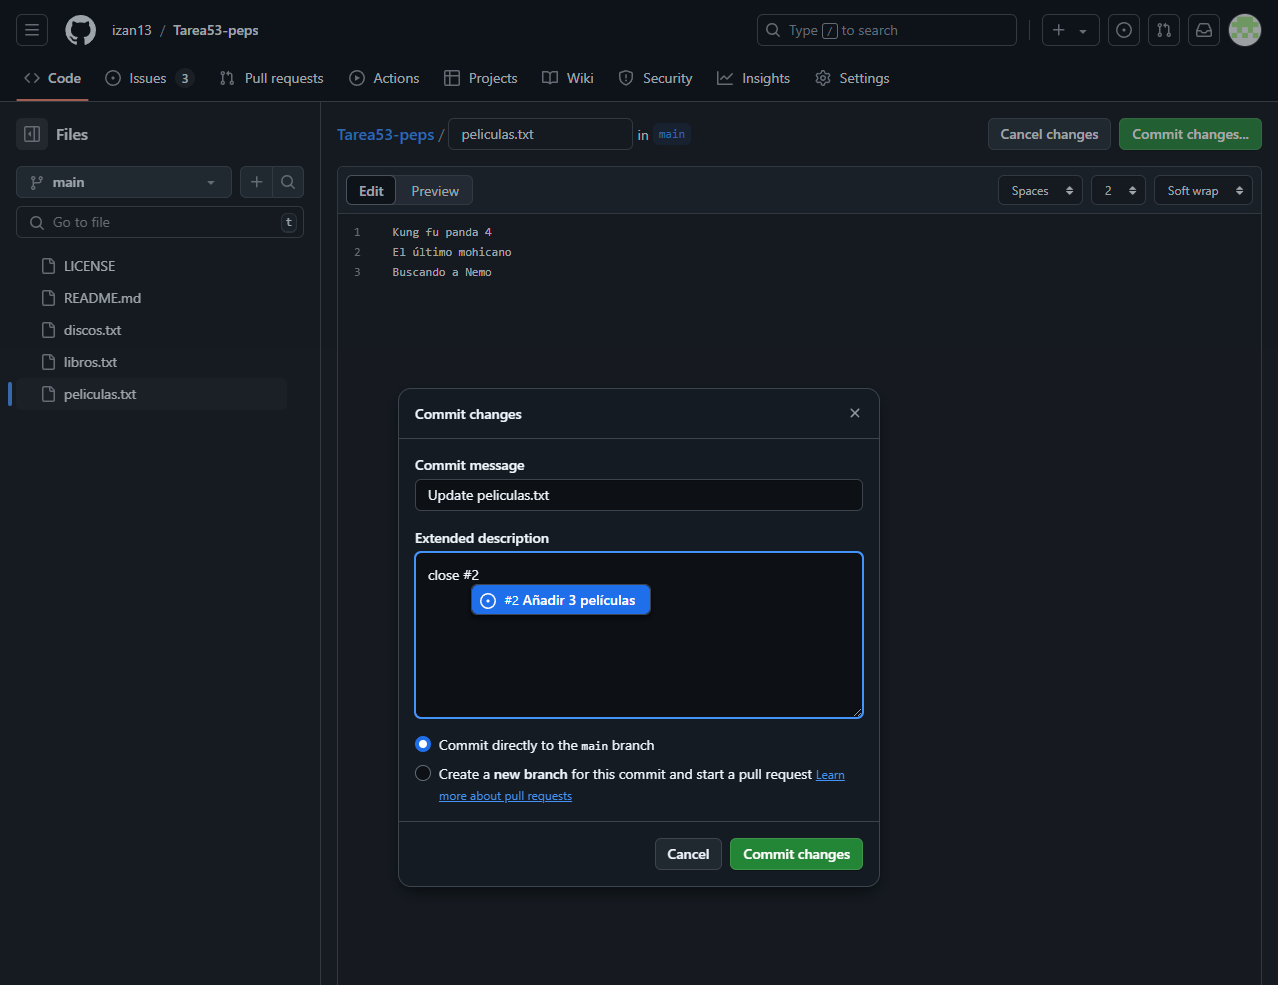 izan13 / Tarea53-peps
Type / to search
Code
Issues 3
Pull requests
Actions
Projects
Wiki
Security
Insights
Settings
Files
main
Go to file
t
LICENSE
README.md
discos.txt
libros.txt
peliculas.txt
Tarea53-peps / peliculas.txt in main
Cancel changes
Commit changes...
Edit
Preview
Spaces
2
Soft wrap
1 Kung fu panda 4
2 El último mohicano
3 Buscando a Nemo
Commit changes
Commit message
Update peliculas.txt
Extended description
close #2
#2 Añadir 3 películas
Commit directly to the main branch
Create a new branch for this commit and start a pull request Learn
more about pull requests
Cancel
Commit changes